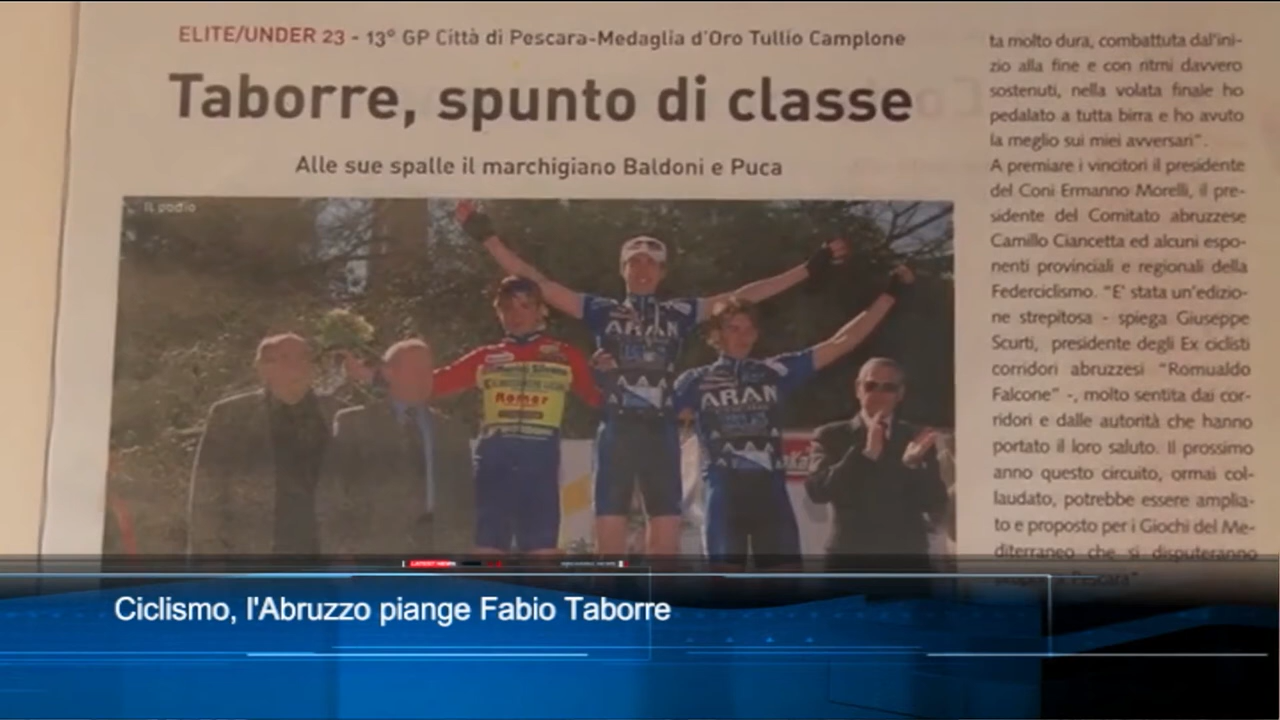 ELITE/UNDER 23 - 13° GP Città di Pescara-Medaglia d'Oro Tullio Camplone
Taborre, spunto di classe
Alle sue spalle il marchigiano Baldoni e Puca
Il podio
ARAN
ARAN
Romer
ta molto dura, combattuta dal'ini-
zio alla fine e con ritmi davvero
sostenuti, nella volata finale ho
pedalato a tutta birra e ho avuto
la meglio sui miei avversari".
A premiare i vincitori il presidente
del Coni Ermanno Morelli, il pre-
sidente del Comitato abruzzese
Camillo Ciancetta ed alcuni espo-
nenti provinciali e regionali della
Federciclismo. "E' stata un'edizio-
ne strepitosa - spiega Giuseppe
Scurti, presidente degli Ex ciclisti
corridori abruzzesi "Romualdo
Falcone" -, molto sentita dai cor-
ridori e dalle autorità che hanno
portato il loro saluto. Il prossimo
anno questo circuito, ormai col-
laudato, potrebbe essere amplia-
to e proposto per i Giochi del Me-
diterraneo che si disputeranno
Pescara"
LATEST NEWS
Ciclismo, l'Abruzzo piange Fabio Taborre